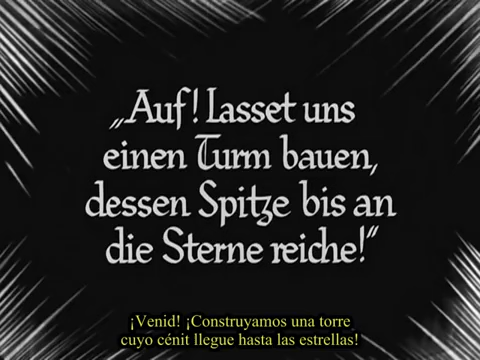 „Auf! Lasset uns
einen Turm bauen,
dessen Spitze bis an
die Sterne reiche!“
¡Venid! ¡Construyamos una torre
cuyo cénit llegue hasta las estrellas!